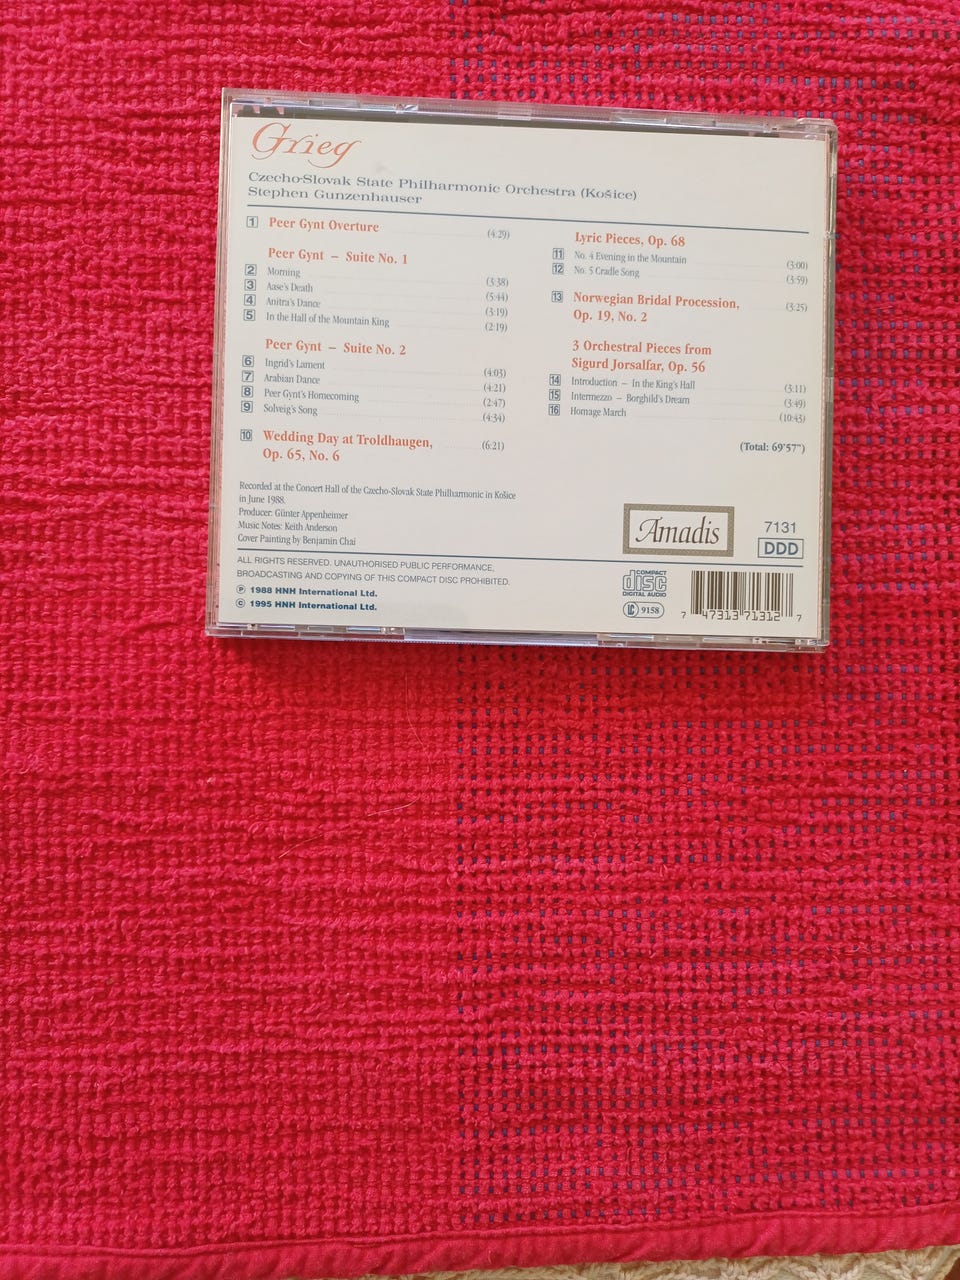 Grieg
Czecho-Slovak State Philharmonic Orchestra (Košice)
Stephen Gunzenhauser
1 Peer Gynt Overture (4:29)
Peer Gynt – Suite No. 1
2 Morning (3:38)
3 Aase's Death (5:44)
4 Anitra's Dance (3:19)
5 In the Hall of the Mountain King (2:19)
Peer Gynt – Suite No. 2
6 Ingrid's Lament (4:03)
7 Arabian Dance (4:21)
8 Peer Gynt's Homecoming (2:47)
9 Solveig's Song (4:34)
10 Wedding Day at Troldhaugen, (6:21)
Op. 65, No. 6
Lyric Pieces, Op. 68
11 No. 4 Evening in the Mountain (3:00)
12 No. 5 Cradle Song (3:59)
13 Norwegian Bridal Procession, (3:25)
Op. 19, No. 2
3 Orchestral Pieces from
Sigurd Jorsalfar, Op. 56
14 Introduction – In the King's Hall (3:11)
15 Intermezzo – Borghild's Dream (3:49)
16 Homage March (10:43)
(Total: 69'57")
Recorded at the Concert Hall of the Czecho-Slovak State Philharmonic in Košice
in June 1988.
Producer: Günter Appenheimer
Music Notes: Keith Anderson
Cover Painting by Benjamin Chai
Amadis
7131
DDD
ALL RIGHTS RESERVED. UNAUTHORISED PUBLIC PERFORMANCE,
BROADCASTING AND COPYING OF THIS COMPACT DISC PROHIBITED.
℗ 1988 HNH International Ltd.
© 1995 HNH International Ltd.
COMPACT
disc
DIGITAL AUDIO
LC 9158
7 47313 71312 7